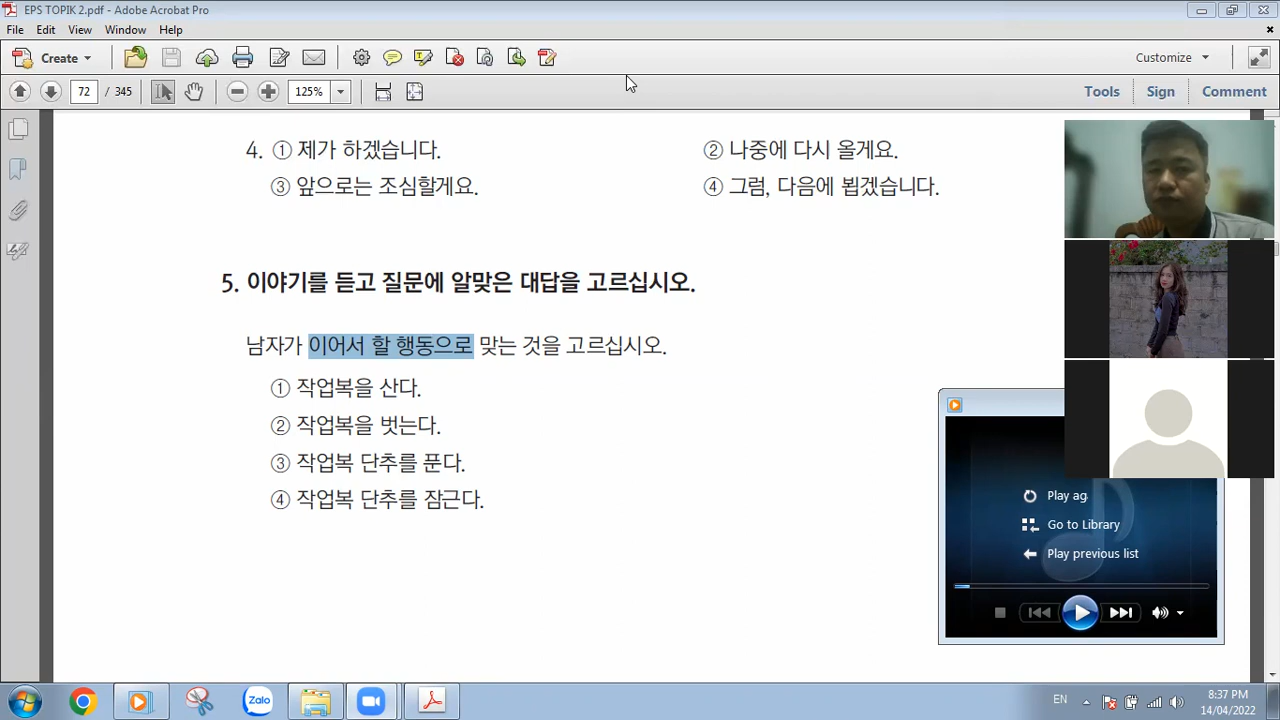 EPS TOPIK 2.pdf - Adobe Acrobat Pro
File Edit View Window Help
Create Customize
72 / 345 125% Tools Sign Comment
4. ① 제가 하겠습니다. ② 나중에 다시 올게요.
③ 앞으로는 조심할게요. ④ 그럼, 다음에 뵙겠습니다.
5. 이야기를 듣고 질문에 알맞은 대답을 고르십시오.
남자가 이어서 할 행동으로 맞는 것을 고르십시오.
① 작업복을 산다.
② 작업복을 벗는다.
③ 작업복 단추를 푼다.
④ 작업복 단추를 잠근다.
Play ag
Go to Library
Play previous list
Zalo
EN
8:37 PM
14/04/2022